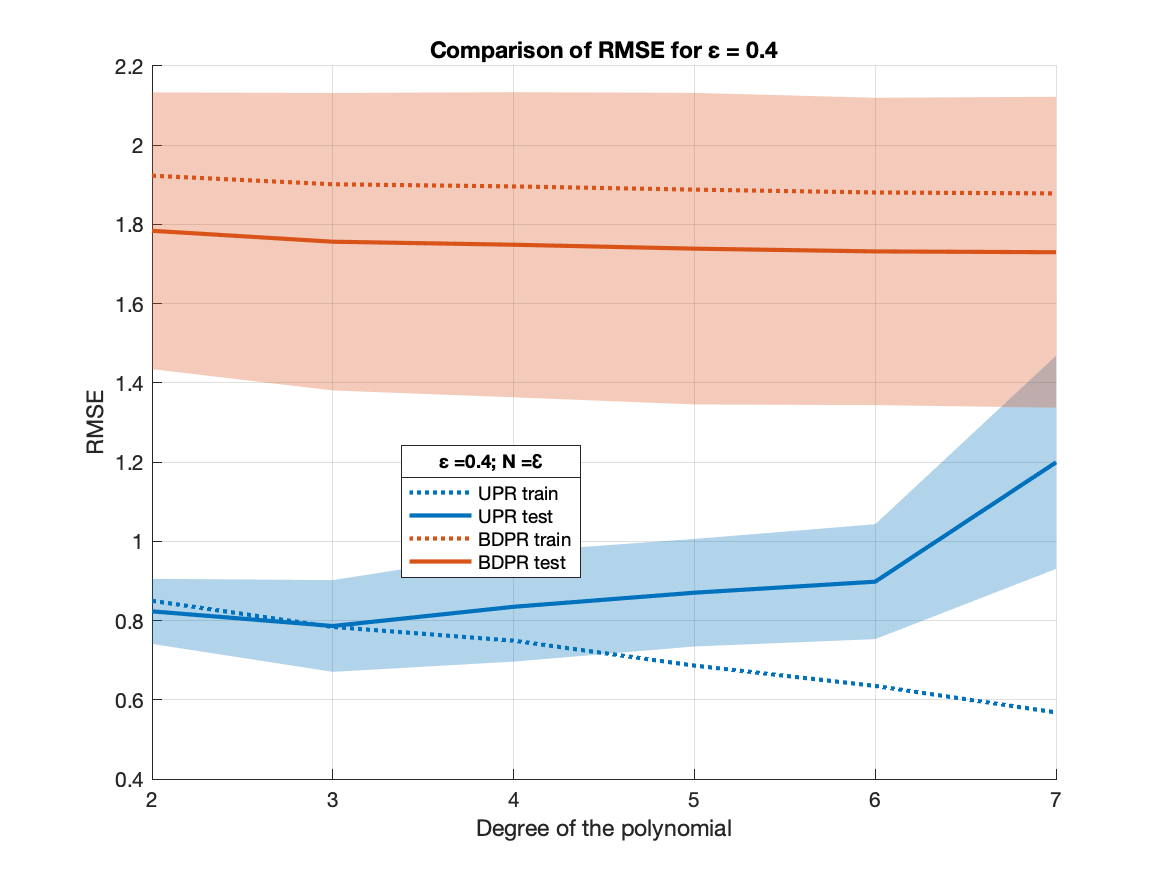 Comparison of RMSE for ε = 0.4
2.2
2
1.8
1.6
1.4
1.2
1
0.8
0.6
0.4
RMSE
ε =0.4; N =Ɛ
UPR train
UPR test
BDPR train
BDPR test
2 3 4 5 6 7
Degree of the polynomial